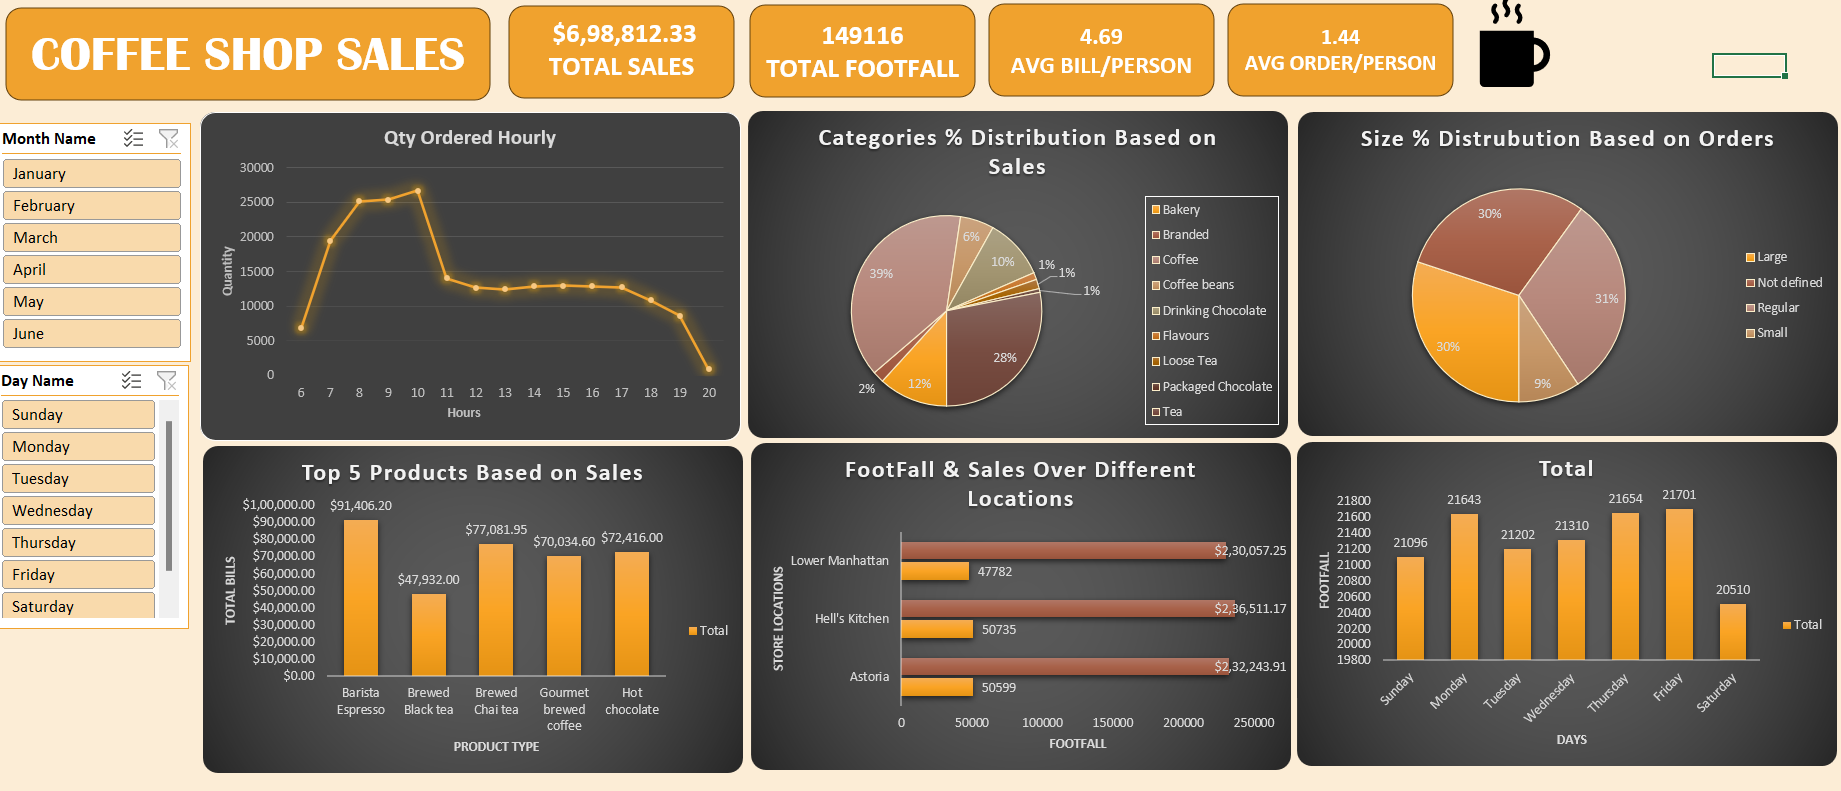 COFFEE SHOP SALES
$6,98,812.33
TOTAL SALES
149116
TOTAL FOOTFALL
4.69
AVG BILL/PERSON
1.44
AVG ORDER/PERSON
Month Name
January
February
March
April
May
June
Day Name
Sunday
Monday
Tuesday
Wednesday
Thursday
Friday
Saturday
Qty Ordered Hourly
Quantity
30000
25000
20000
15000
10000
5000
0
6 7 8 9 10 11 12 13 14 15 16 17 18 19 20
Hours
Categories % Distribution Based on
Sales
39%
6%
10%
1%
1%
1%
28%
12%
2%
Bakery
Branded
Coffee
Coffee beans
Drinking Chocolate
Flavours
Loose Tea
Packaged Chocolate
Tea
Size % Distrubution Based on Orders
30%
31%
30%
9%
Large
Not defined
Regular
Small
Top 5 Products Based on Sales
TOTAL BILLS
$1,00,000.00
$90,000.00
$80,000.00
$70,000.00
$60,000.00
$50,000.00
$40,000.00
$30,000.00
$20,000.00
$10,000.00
$0.00
$91,406.20
$47,932.00
$77,081.95
$70,034.60
$72,416.00
Barista
Espresso
Brewed
Black tea
Brewed
Chai tea
Gourmet
brewed
coffee
Hot
chocolate
PRODUCT TYPE
Total
FootFall & Sales Over Different
Locations
STORE LOCATIONS
Lower Manhattan
$2,30,057.25
47782
Hell's Kitchen
$2,36,511.17
50735
Astoria
$2,32,243.91
50599
0 50000 100000 150000 200000 250000
FOOTFALL
Total
FOOTFALL
21800
21600
21400
21200
21000
20800
20600
20400
20200
20000
19800
21096
21643
21202
21310
21654
21701
20510
Sunday
Monday
Tuesday
Wednesday
Thursday
Friday
Saturday
DAYS
Total